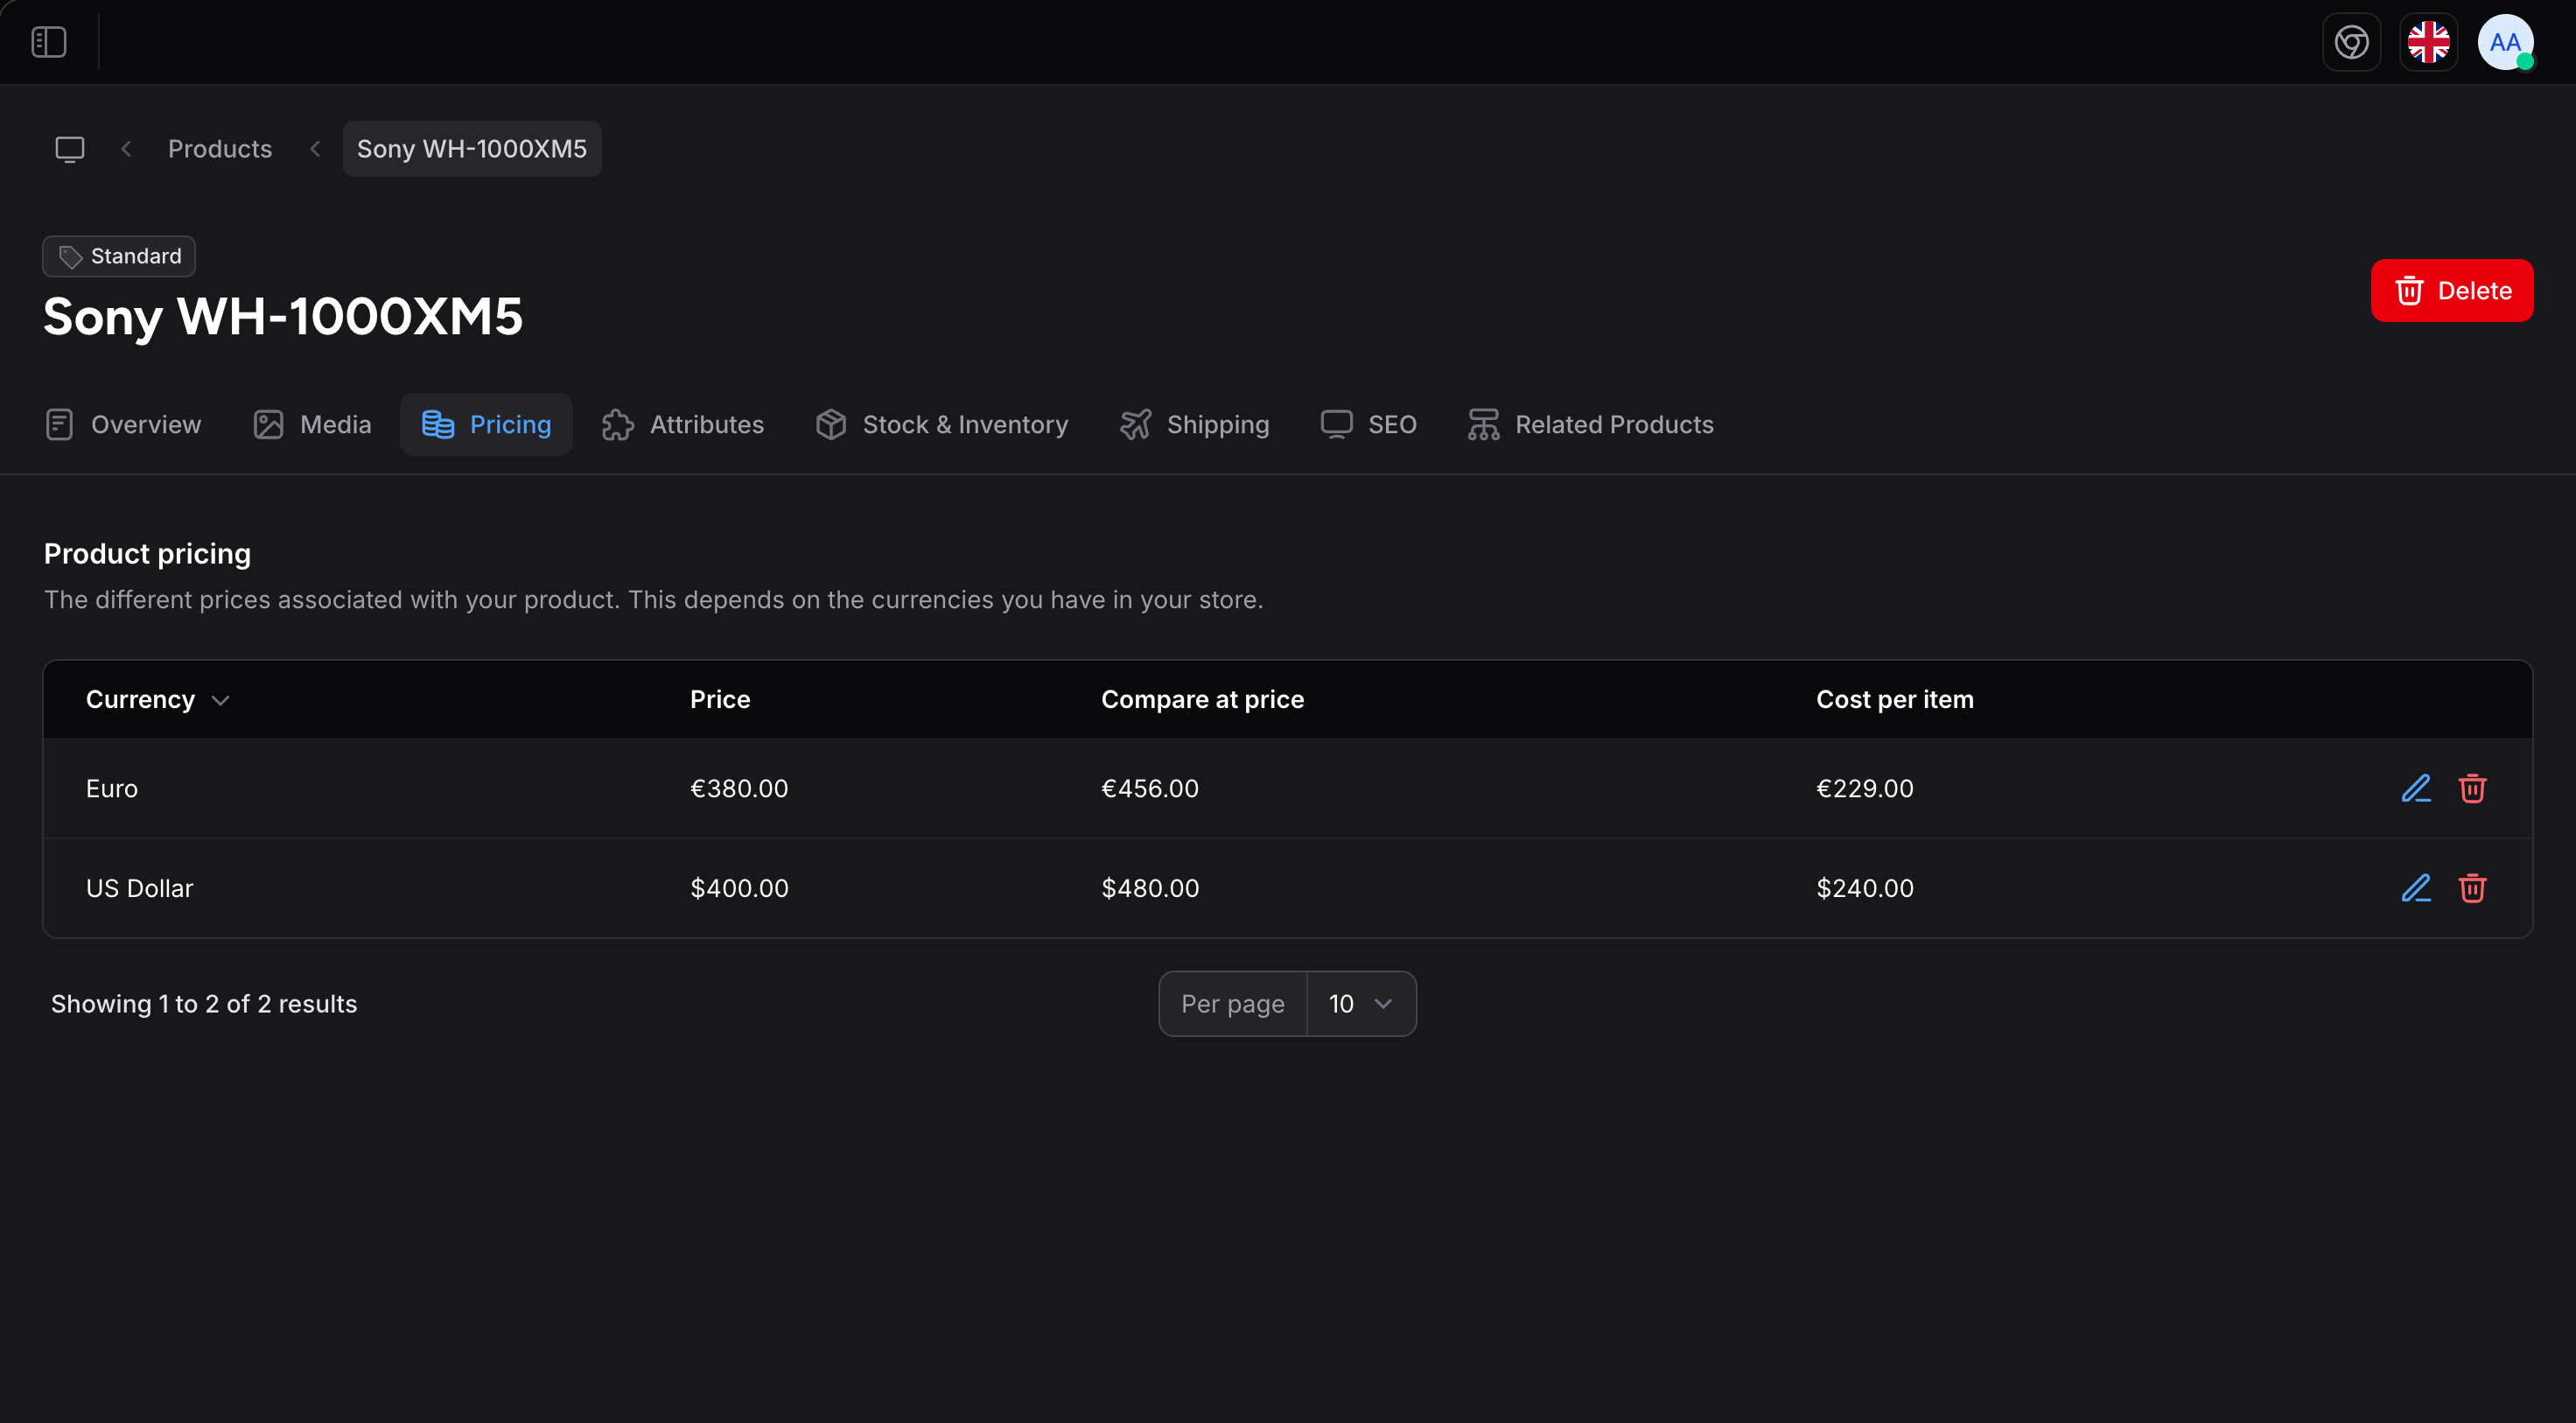 AA
Products
Sony WH-1000XM5
Standard
Sony WH-1000XM5
Delete
Overview Media Pricing Attributes Stock & Inventory Shipping SEO Related Products
Product pricing
The different prices associated with your product. This depends on the currencies you have in your store.
Currency Price Compare at price Cost per item
Euro €380.00 €456.00 €229.00
US Dollar $400.00 $480.00 $240.00
Showing 1 to 2 of 2 results Per page 10